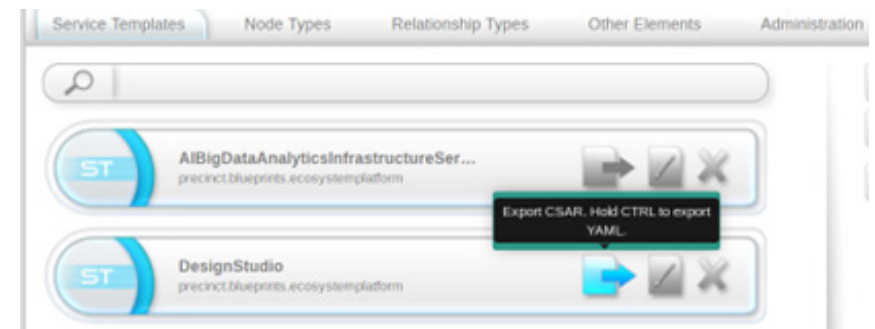 Service Templates Node Types Relationship Types Other Elements Administration
ST
AIBigDataAnalyticsInfrastructureSer...
precinct.blueprints.ecosystemplatform
Export CSAR. Hold CTRL to export
YAML.
ST
DesignStudio
precinct.blueprints.ecosystemplatform